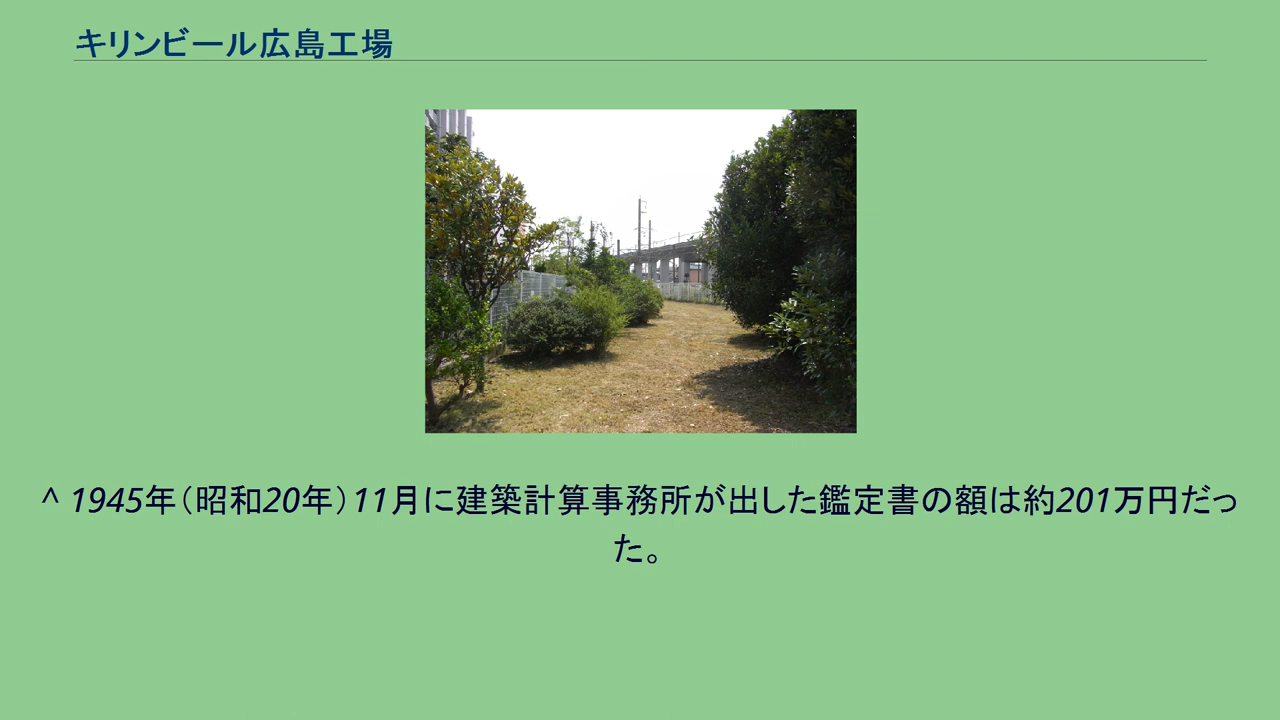 キリンビール広島工場
^ 1945年（昭和20年）11月に建築計算事務所が出した鑑定書の額は約201万円だっ
た。